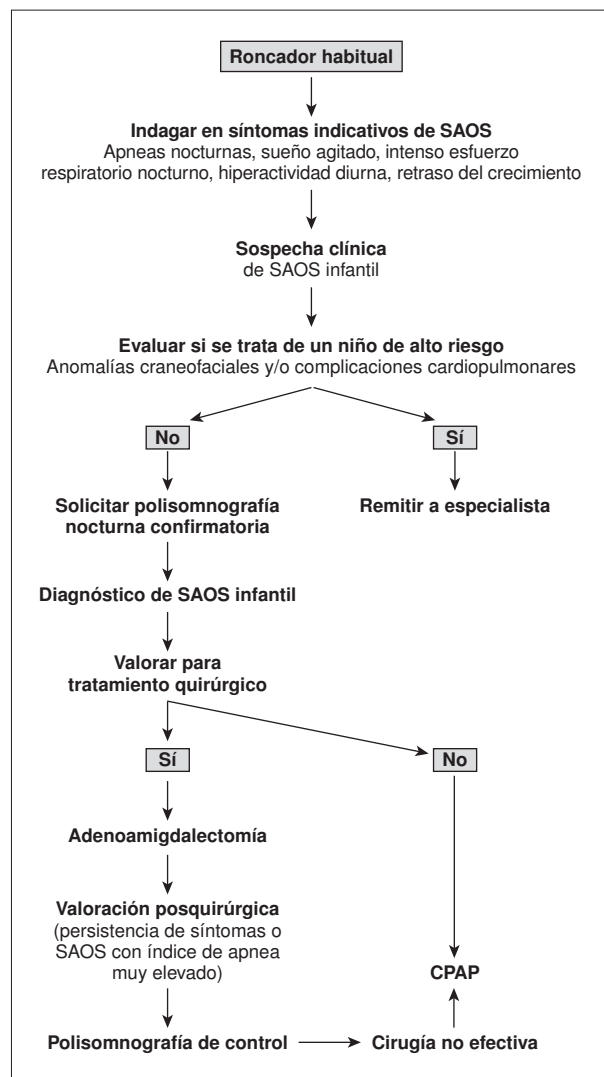 Roncador habitual
Indagar en síntomas indicativos de SAOS
Apneas nocturnas, sueño agitado, intenso esfuerzo
respiratorio nocturno, hiperactividad diurna, retraso del crecimiento
Sospecha clínica
de SAOS infantil
Evaluar si se trata de un niño de alto riesgo
Anomalías craneofaciales y/o complicaciones cardiopulmonares
No
Sí
Solicitar polisomnografía
nocturna confirmatoria
Remitir a especialista
Diagnóstico de SAOS infantil
Valorar para
tratamiento quirúrgico
Sí
No
Adenoamigdalectomía
Valoración posquirúrgica
(persistencia de síntomas o
SAOS con índice de apnea
muy elevado)
CPAP
Polisomnografía de control
Cirugía no efectiva